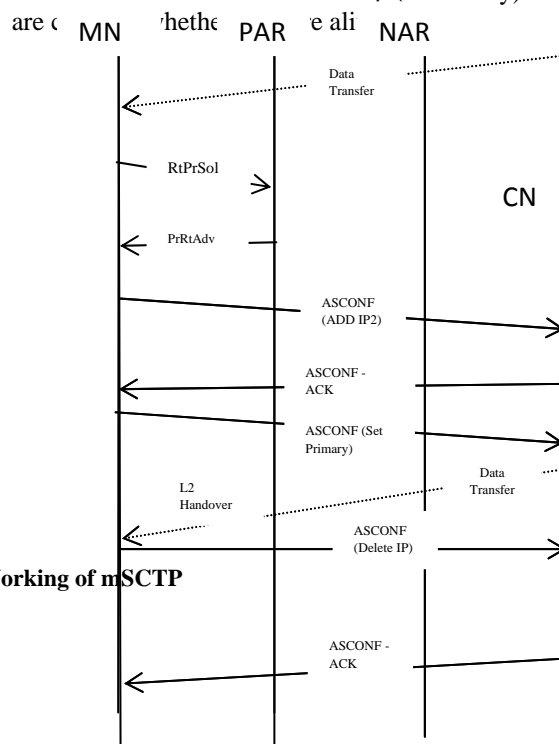 are
MN
PAR
NAR
Data
Transfer
RtPrSol
CN
PrRtAdv
ASCONF
(ADD IP2)
ASCONF -
ACK
ASCONF (Set
Primary)
Data
Transfer
L2
Handover
ASCONF
(Delete IP)
orking of mSCTP
ASCONF -
ACK